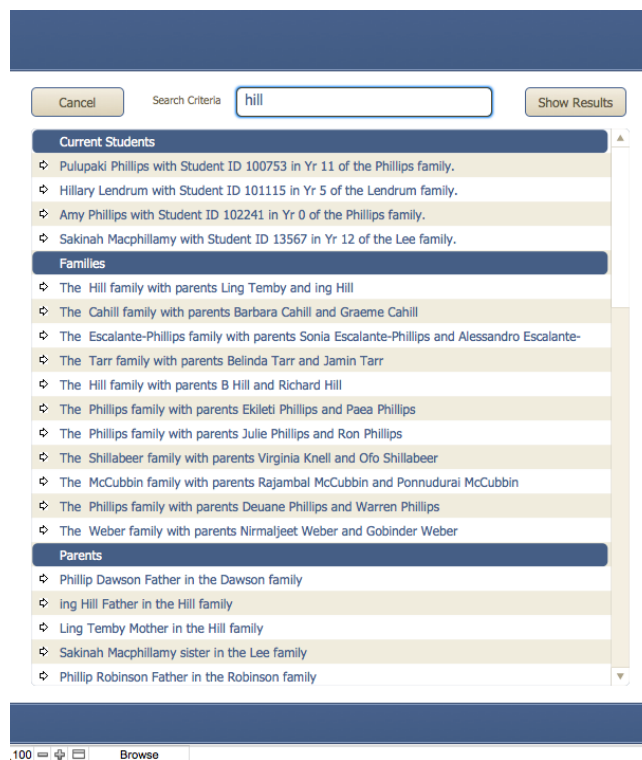 Cancel Search Criteria hill Show Results
Current Students
Pulupaki Phillips with Student ID 100753 in Yr 11 of the Phillips family.
Hillary Lendrum with Student ID 101115 in Yr 5 of the Lendrum family.
Amy Phillips with Student ID 102241 in Yr 0 of the Phillips family.
Sakinah Macphillamy with Student ID 13567 in Yr 12 of the Lee family.
Families
The Hill family with parents Ling Temby and ing Hill
The Cahill family with parents Barbara Cahill and Graeme Cahill
The Escalante-Phillips family with parents Sonia Escalante-Phillips and Alessandro Escalante-
The Tarr family with parents Belinda Tarr and Jamin Tarr
The Hill family with parents B Hill and Richard Hill
The Phillips family with parents Ekileti Phillips and Paea Phillips
The Phillips family with parents Julie Phillips and Ron Phillips
The Shillabeer family with parents Virginia Knell and Ofo Shillabeer
The McCubbin family with parents Rajambal McCubbin and Ponnudurai McCubbin
The Phillips family with parents Deuane Phillips and Warren Phillips
The Weber family with parents Nirmaljeet Weber and Gobinder Weber
Parents
Phillip Dawson Father in the Dawson family
ing Hill Father in the Hill family
Ling Temby Mother in the Hill family
Sakinah Macphillamy sister in the Lee family
Phillip Robinson Father in the Robinson family
100 Browse